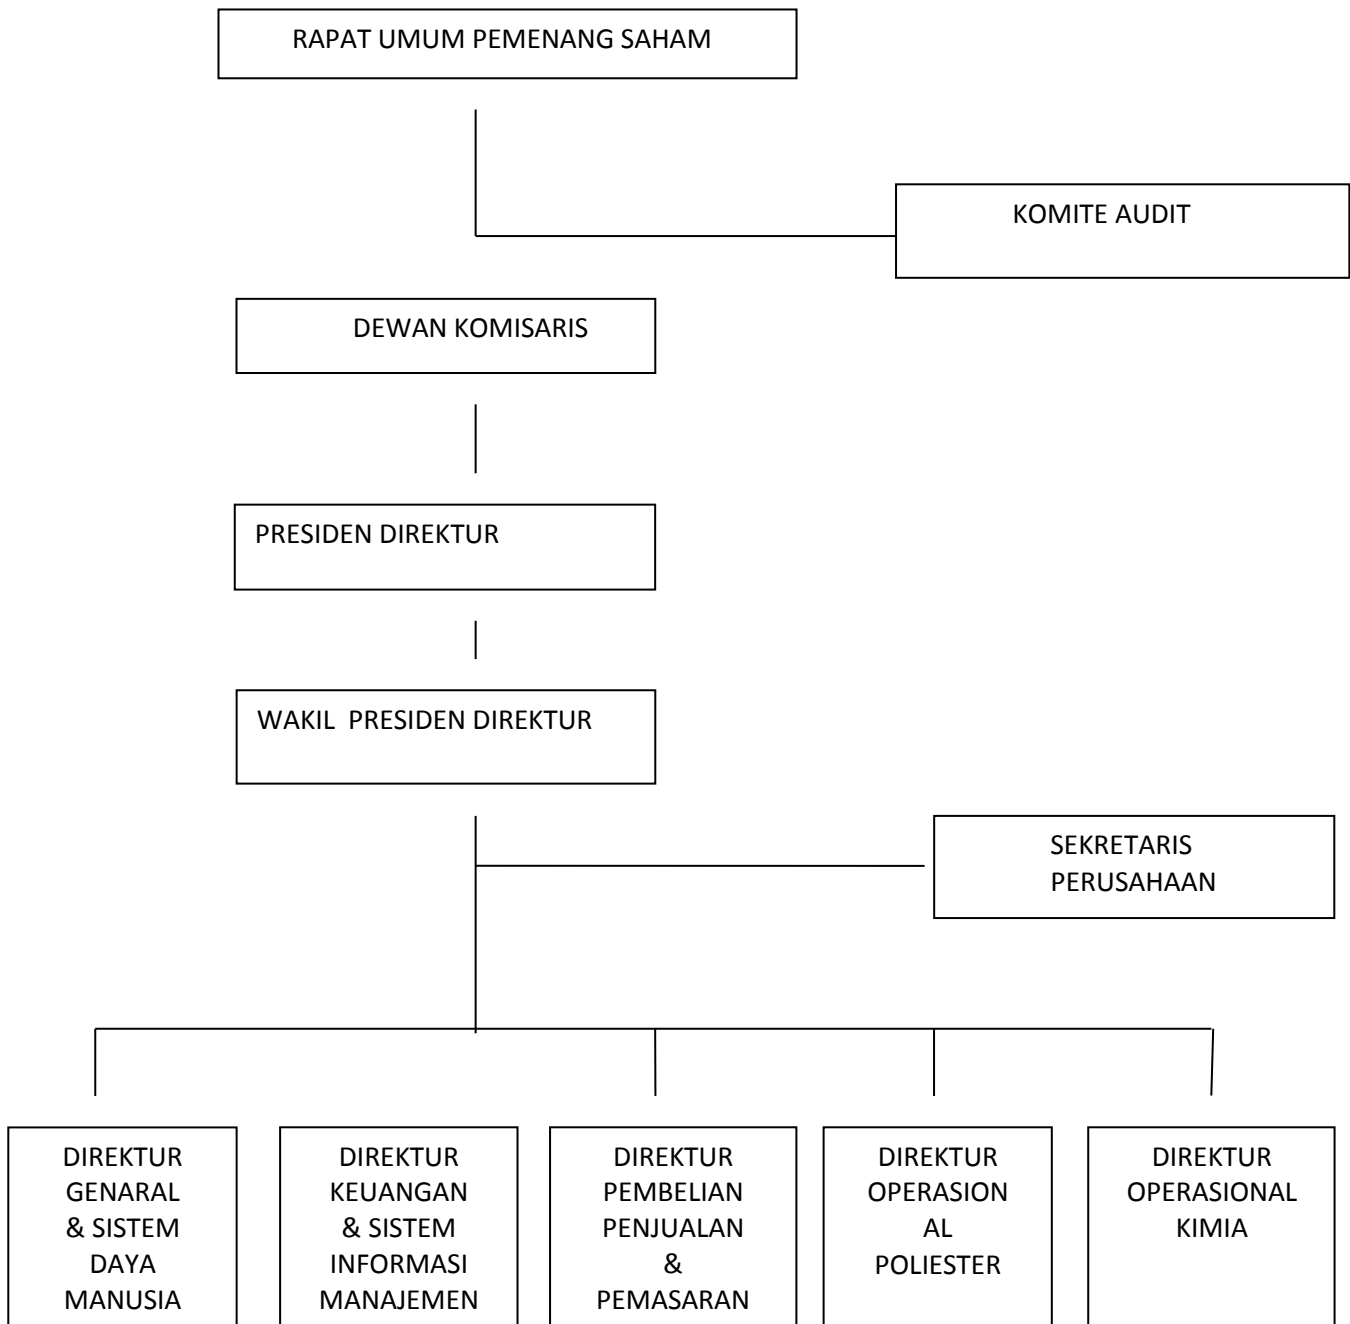 RAPAT UMUM PEMENANG SAHAM
KOMITE AUDIT
DEWAN KOMISARIS
PRESIDEN DIREKTUR
WAKIL  PRESIDEN DIREKTUR
SEKRETARIS
PERUSAHAAN
DIREKTUR
GENARAL
& SISTEM
DAYA
MANUSIA
DIREKTUR
KEUANGAN
& SISTEM
INFORMASI
MANAJEMEN
DIREKTUR
PEMBELIAN
PENJUALAN
&
PEMASARAN
DIREKTUR
OPERASION
AL
POLIESTER
DIREKTUR
OPERASIONAL
KIMIA